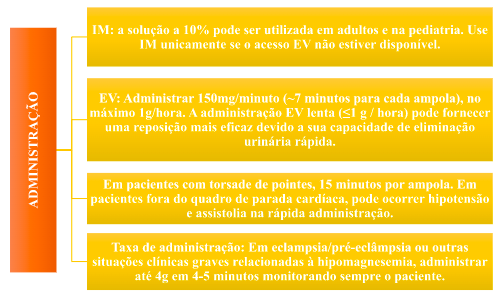 ADMINISTRAÇÃO
IM: a solução a 10% pode ser utilizada em adultos e na pediatria. Use
IM unicamente se o acesso EV não estiver disponível.
EV: Administrar 150mg/minuto (~7 minutos para cada ampola), no
máximo 1g/hora. A administração EV lenta (≤1 g / hora) pode fornecer
uma reposição mais eficaz devido a sua capacidade de eliminação
urinária rápida.
Em pacientes com torsade de pointes, 15 minutos por ampola. Em
pacientes fora do quadro de parada cardíaca, pode ocorrer hipotensão
e assistolia na rápida administração.
Taxa de administração: Em eclampsia/pré-eclâmpsia ou outras
situações clínicas graves relacionadas à hipomagnesemia, administrar
até 4g em 4-5 minutos monitorando sempre o paciente.